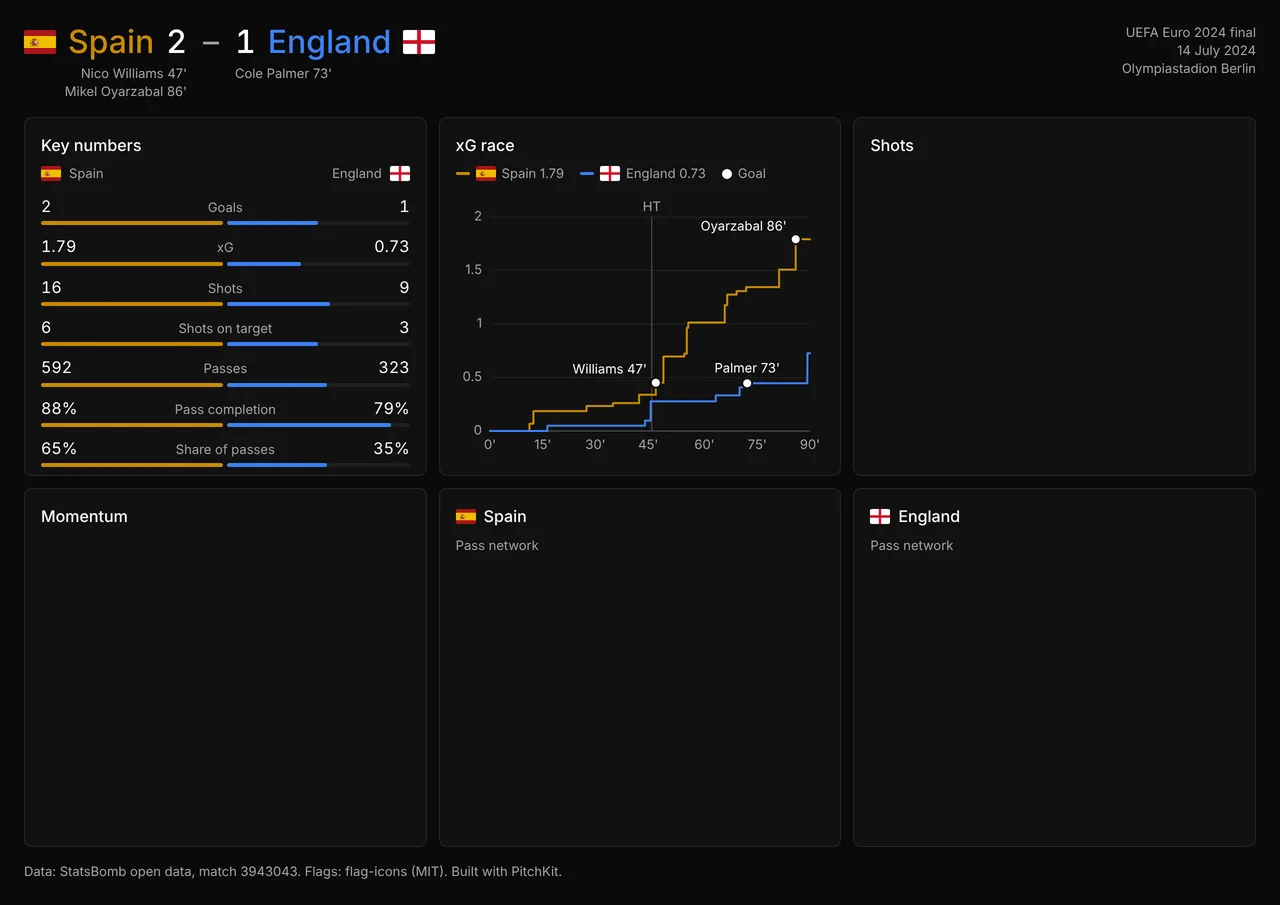 Spain 2 – 1 England
Nico Williams 47'
Mikel Oyarzabal 86'
Cole Palmer 73'
UEFA Euro 2024 final
14 July 2024
Olympiastadion Berlin
Key numbers
Spain England
2 Goals 1
1.79 xG 0.73
16 Shots 9
6 Shots on target 3
592 Passes 323
88% Pass completion 79%
65% Share of passes 35%
xG race
Spain 1.79 England 0.73 Goal
HT
2
1.5
1
0.5
0
Oyarzabal 86'
Williams 47'
Palmer 73'
0' 15' 30' 45' 60' 75' 90'
Shots
Momentum
Spain
Pass network
England
Pass network
Data: StatsBomb open data, match 3943043. Flags: flag-icons (MIT). Built with PitchKit.